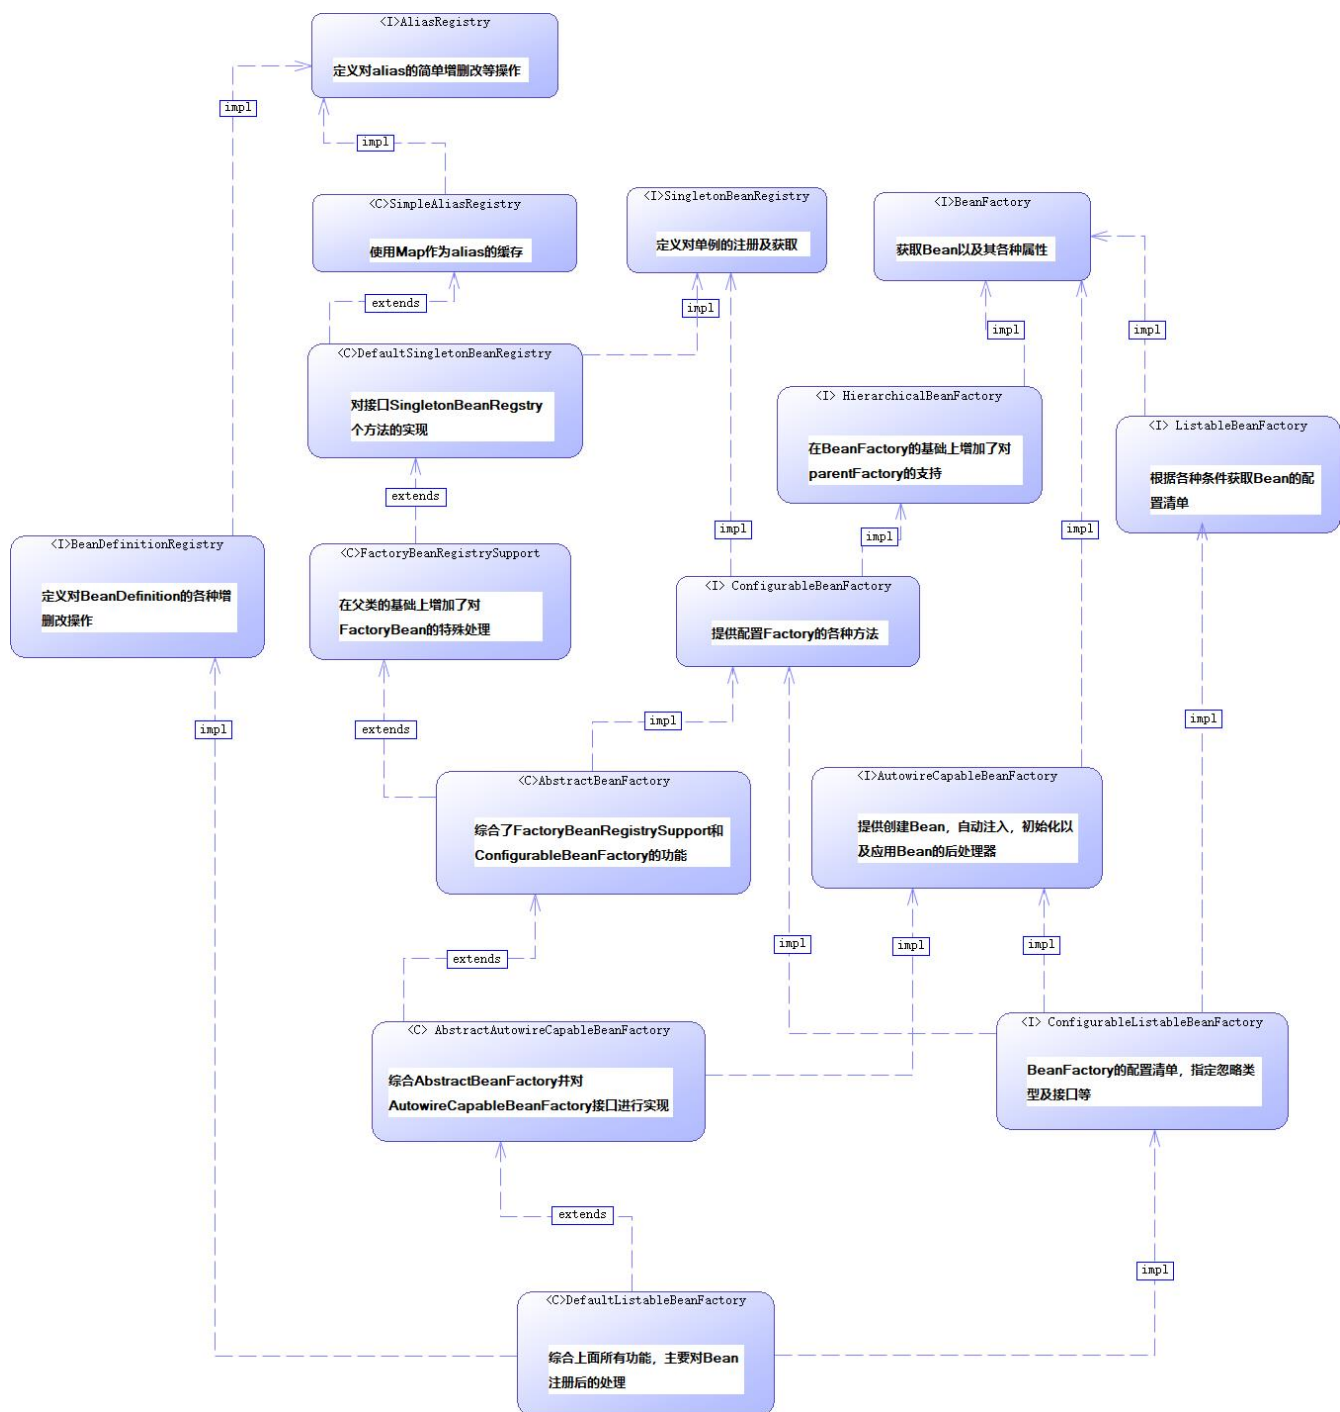 <I>AliasRegistry
定义对alias的简单增删改等操作
impl
impl
<C>SimpleAliasRegistry
使用Map作为alias的缓存
<I>SingletonBeanRegistry
定义对单例的注册及获取
<I>BeanFactory
获取Bean以及其各种属性
extends
impl
impl
impl
<C>DefaultSingletonBeanRegistry
对接口SingletonBeanRegstry
个方法的实现
<I> HierarchicalBeanFactory
在BeanFactory的基础上增加了对
parentFactory的支持
<I> ListableBeanFactory
根据各种条件获取Bean的配
置清单
extends
impl
impl
impl
<I>BeanDefinitionRegistry
定义对BeanDefinition的各种增
删改操作
<C>FactoryBeanRegistrySupport
在父类的基础上增加了对
FactoryBean的特殊处理
<I> ConfigurableBeanFactory
提供配置Factory的各种方法
impl
extends
impl
impl
<C>AbstractBeanFactory
综合了FactoryBeanRegistrySupport和
ConfigurableBeanFactory的功能
<I>AutowireCapableBeanFactory
提供创建Bean，自动注入，初始化以
及应用Bean的后处理器
extends
impl
impl
impl
<C> AbstractAutowireCapableBeanFactory
综合AbstractBeanFactory并对
AutowireCapableBeanFactory接口进行实现
<I> ConfigurableListableBeanFactory
BeanFactory的配置清单，指定忽略类
型及接口等
extends
impl
<C>DefaultListableBeanFactory
综合上面所有功能，主要对Bean
注册后的处理